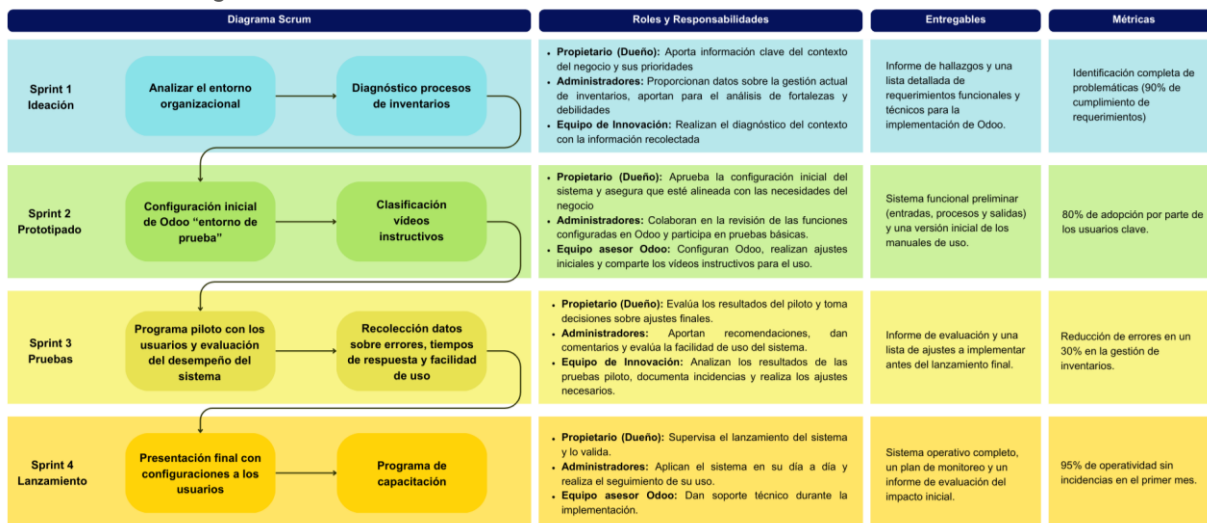 Diagrama Scrum
Roles y Responsabilidades
Entregables
Métricas
Sprint 1
Ideación
Analizar el entorno
organizacional
Diagnóstico procesos
de inventarios
• Propietario (Dueño): Aporta información clave del contexto
del negocio y sus prioridades
• Administradores: Proporcionan datos sobre la gestión actual
de inventarios, aportan para el análisis de fortalezas y
debilidades
• Equipo de Innovación: Realizan el diagnóstico del contexto
con la información recolectada
Informe de hallazgos y una
lista detallada de
requerimientos funcionales y
técnicos para la
implementación de Odoo.
Identificación completa de
problemáticas (90% de
cumplimiento de
requerimientos)
Sprint 2
Prototipado
Configuración inicial
de Odoo “entorno de
prueba”
Clasificación
vídeos
instructivos
• Propietario (Dueño): Aprueba la configuración inicial del
sistema y asegura que esté alineada con las necesidades del
negocio
• Administradores: Colaboran en la revisión de las funciones
configuradas en Odoo y participa en pruebas básicas.
• Equipo asesor Odoo: Configuran Odoo, realizan ajustes
iniciales y comparte los vídeos instructivos para el uso.
Sistema funcional preliminar
(entradas, procesos y salidas)
y una versión inicial de los
manuales de uso.
80% de adopción por parte de
los usuarios clave.
Sprint 3
Pruebas
Programa piloto con los
usuarios y evaluación
del desempeño del
sistema
Recolección datos
sobre errores, tiempos
de respuesta y facilidad
de uso
• Propietario (Dueño): Evalúa los resultados del piloto y toma
decisiones sobre ajustes finales.
• Administradores: Aportan recomendaciones, dan
comentarios y evalúa la facilidad de uso del sistema.
• Equipo de Innovación: Analizan los resultados de las
pruebas piloto, documenta incidencias y realiza los ajustes
necesarios.
Informe de evaluación y una
lista de ajustes a implementar
antes del lanzamiento final.
Reducción de errores en un
30% en la gestión de
inventarios.
Sprint 4
Lanzamiento
Presentación final con
configuraciones a los
usuarios
Programa de
capacitación
• Propietario (Dueño): Supervisa el lanzamiento del sistema
y lo valida.
• Administradores: Aplican el sistema en su día a día y
realiza el seguimiento de su uso.
• Equipo asesor Odoo: Dan soporte técnico durante la
implementación.
Sistema operativo completo,
un plan de monitoreo y un
informe de evaluación del
impacto inicial.
95% de operatividad sin
incidencias en el primer mes.